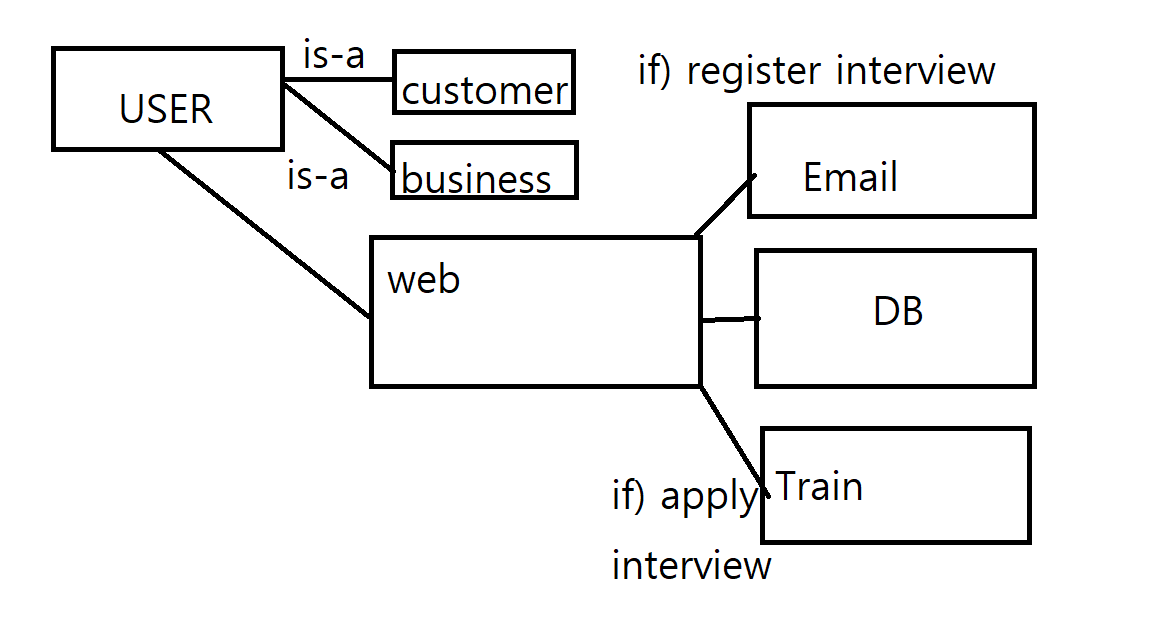 is-a
if) register interview
customer
USER
Email
is-a
business
web
DB
Train
if) apply
interview